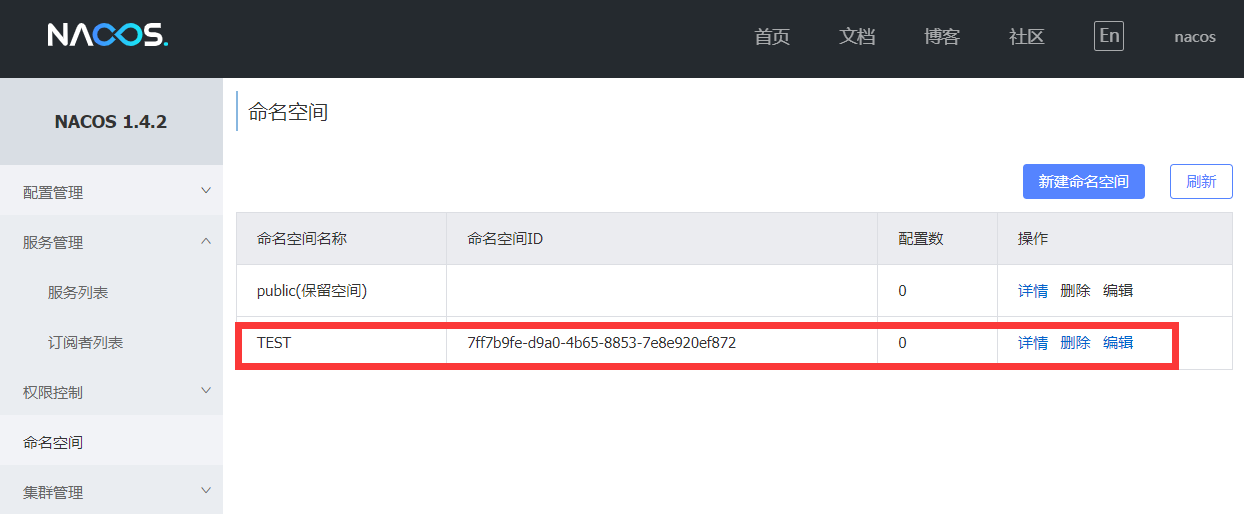 NACOS.
首页 文档 博客 社区 En nacos
NACOS 1.4.2
配置管理
服务管理
服务列表
订阅者列表
权限控制
命名空间
集群管理
命名空间
新建命名空间 刷新
命名空间名称 命名空间ID 配置数 操作
public(保留空间) 0 详情 删除 编辑
TEST 7ff7b9fe-d9a0-4b65-8853-7e8e920ef872 0 详情 删除 编辑